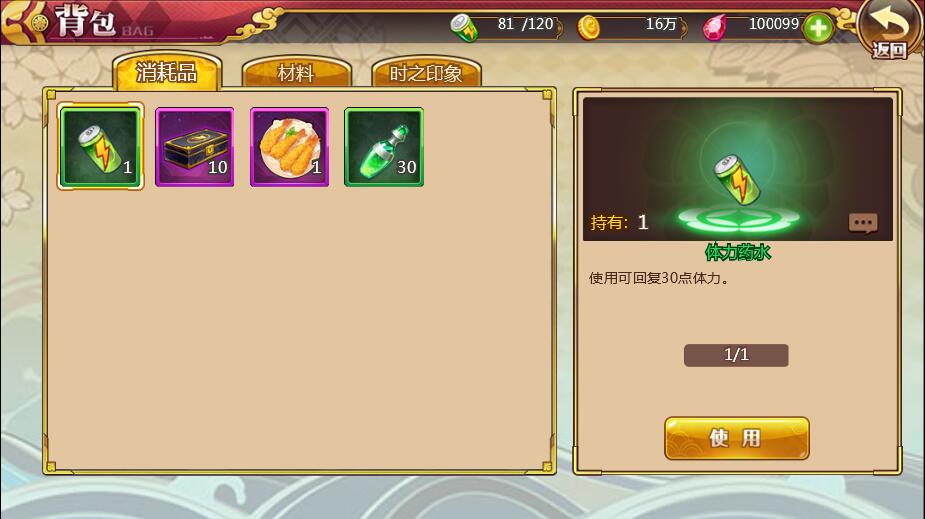 背包 BAG
81 /120
16万
100099
返回
消耗品
材料
时之印象
1
10
1
30
持有: 1
体力药水
使用可回复30点体力。
1/1
使用